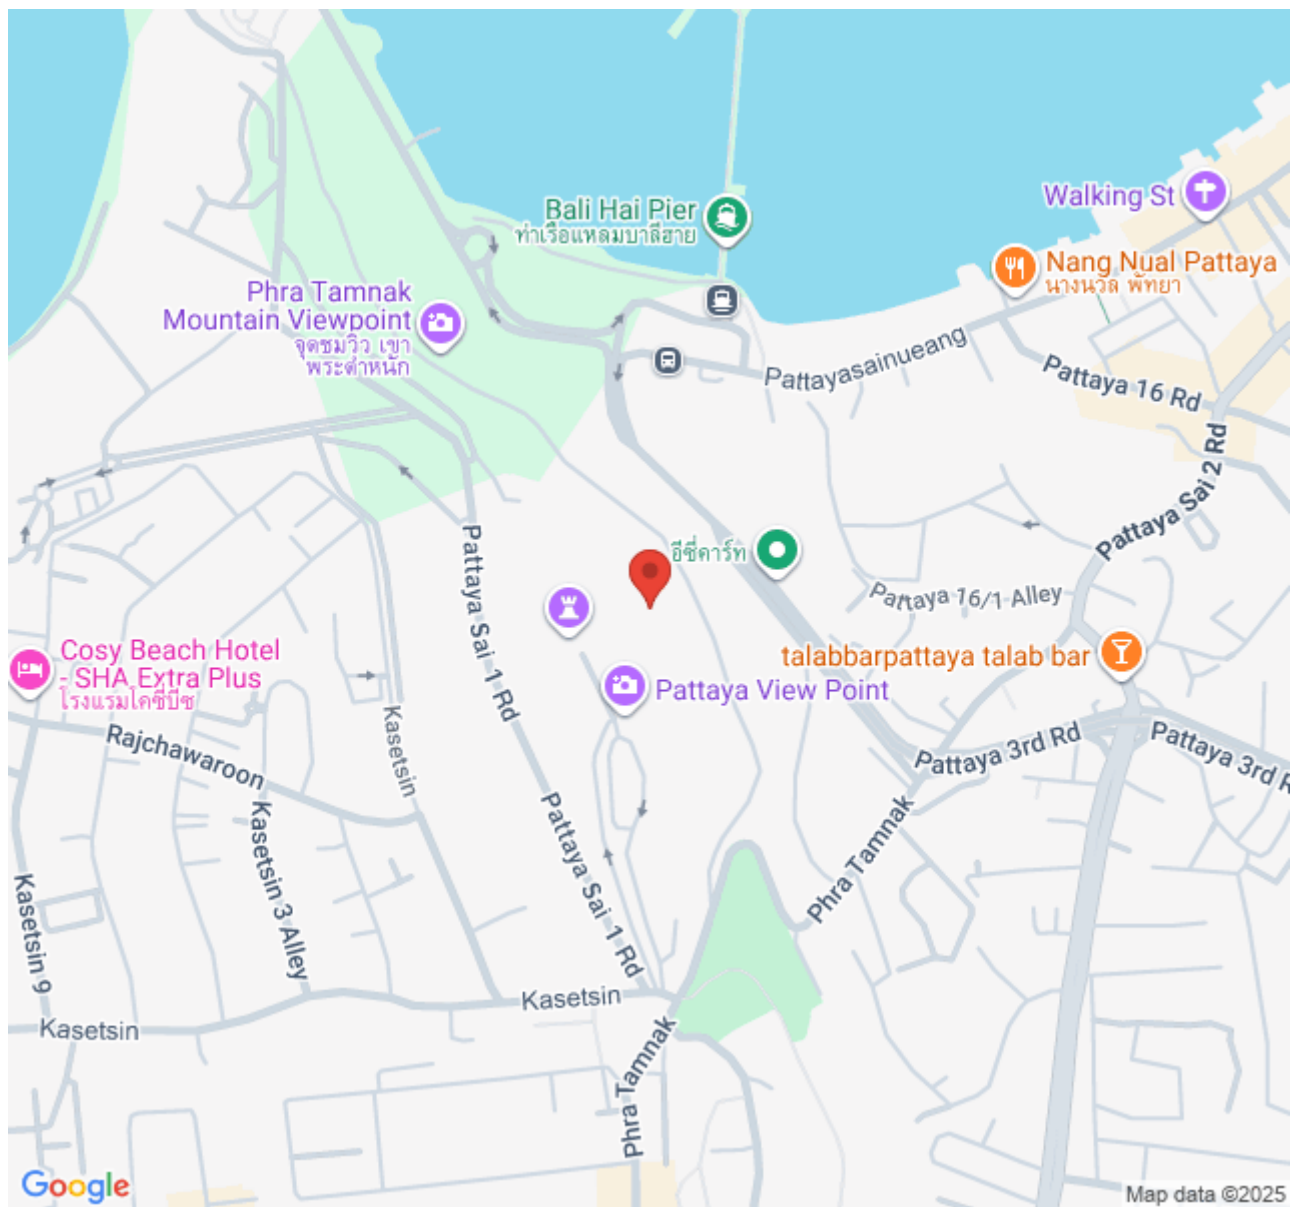 Bali Hai Pier
ท่าเรือแหลมบาลีฮาย
Walking St
Nang Nual Pattaya
นางนวล พัทยา
Phra Tamnak
Mountain Viewpoint
จุดชมวิว เขา
พระตำหนัก
Pattayasainueang
Pattaya 16 Rd
Pattaya Sai 2 Rd
อีซี่คาร์ท
Pattaya Sai 1 Rd
Pattaya 16/1 Alley
Cosy Beach Hotel
- SHA Extra Plus
โรงแรมโคซี่บีช
talabbarpattaya talab bar
Pattaya View Point
Kasetsin
Rajchawaroon
Pattaya 3rd Rd
Pattaya 3rd R
Kasetsin 3 Alley
Pattaya Sai 1 Rd
Phra Tamnak
Kasetsin 9
Kasetsin
Kasetsin
Phra Tamnak
Google
Map data ©2025